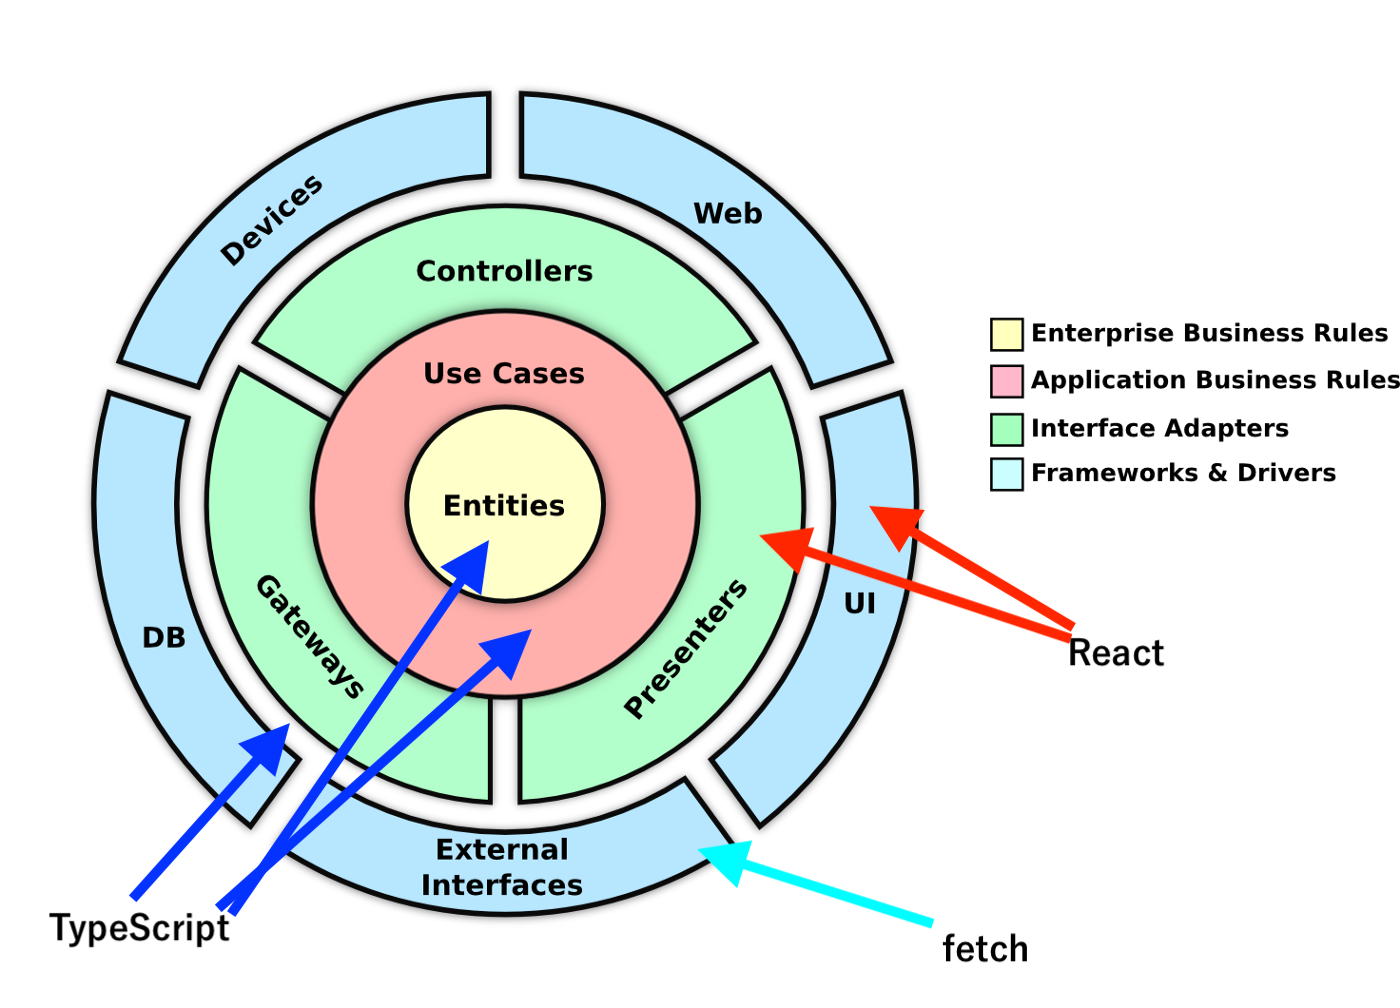 Devices
Web
Controllers
Use Cases
Entities
Gateways
Presenters
DB
UI
External
Interfaces
Enterprise Business Rules
Application Business Rules
Interface Adapters
Frameworks & Drivers
React
TypeScript
fetch